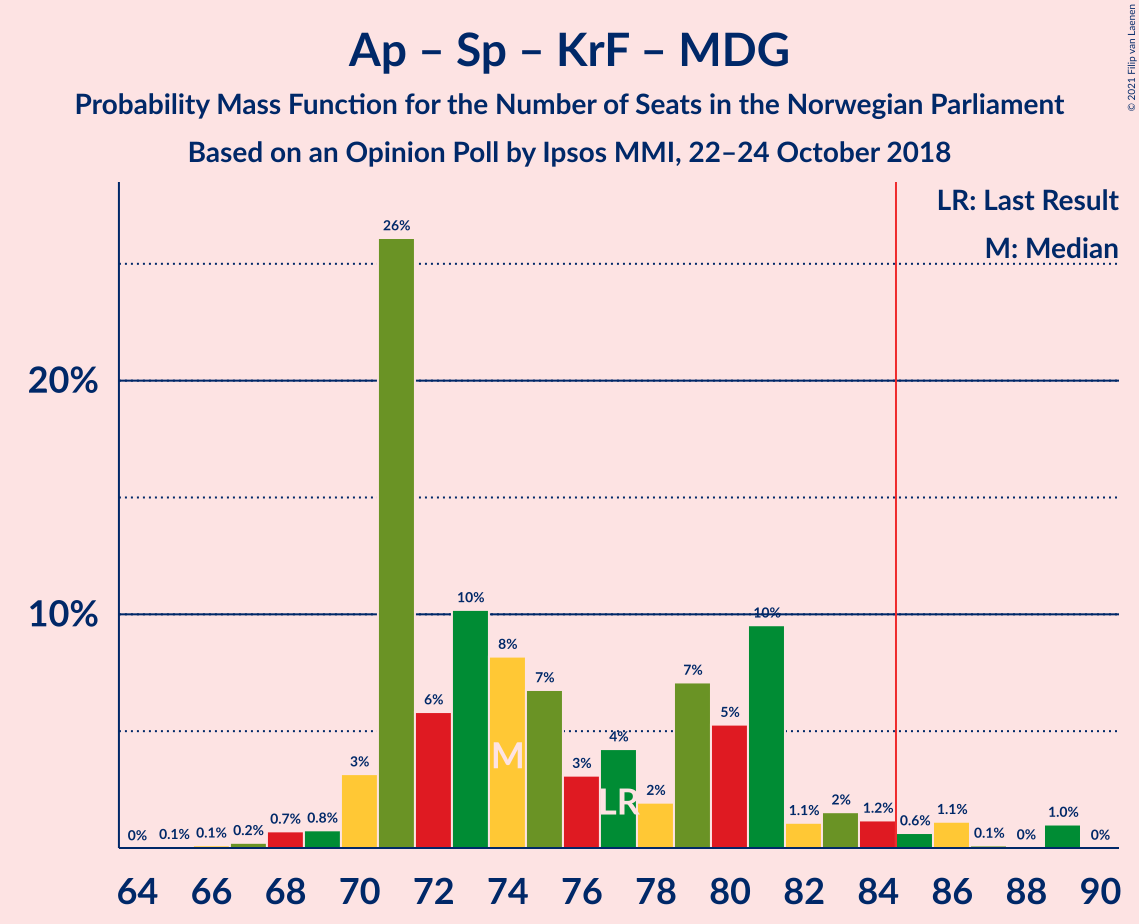 Ap – Sp – KrF – MDG
Probability Mass Function for the Number of Seats in the Norwegian Parliament
Based on an Opinion Poll by Ipsos MMI, 22–24 October 2018
© 2021 Filip van Laenen
LR: Last Result
M: Median
20%
10%
0% 0.1% 0.1% 0.2% 0.7% 0.8% 3% 26% 6% 10% 8% 7% 3% 4% 2% 7% 5% 10% 1.1% 2% 1.2% 0.6% 1.1% 0.1% 0% 1.0% 0%
M
LR
64 66 68 70 72 74 76 78 80 82 84 86 88 90